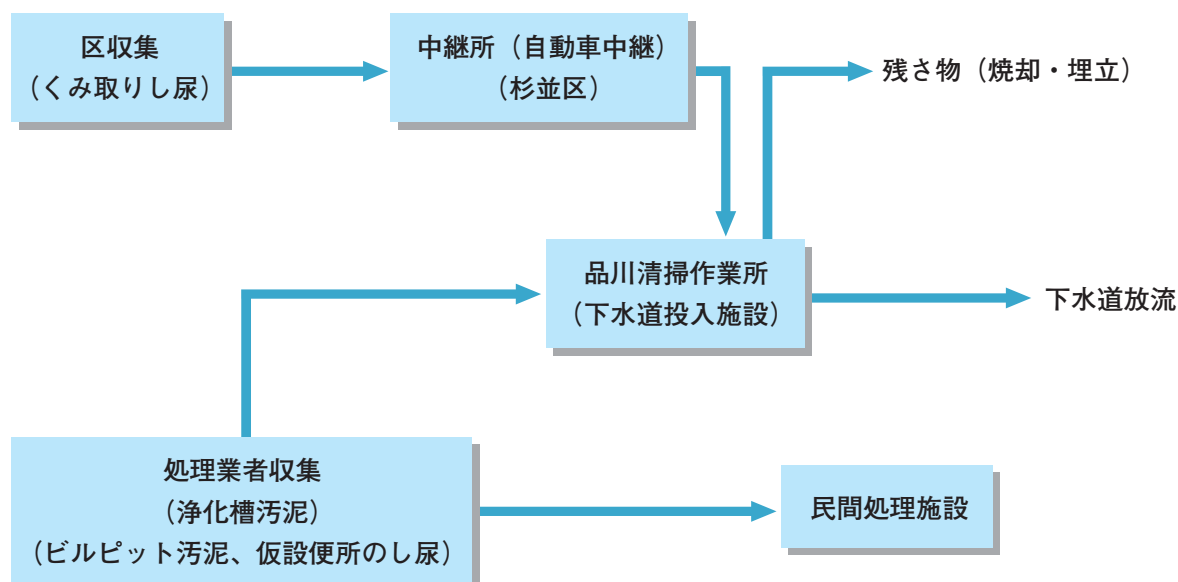 区収集
（くみ取りし尿）
中継所（自動車中継）
（杉並区）
残さ物（焼却・埋立）
品川清掃作業所
（下水道投入施設）
下水道放流
処理業者収集
（浄化槽汚泥）
（ビルピット汚泥、仮設便所のし尿）
民間処理施設